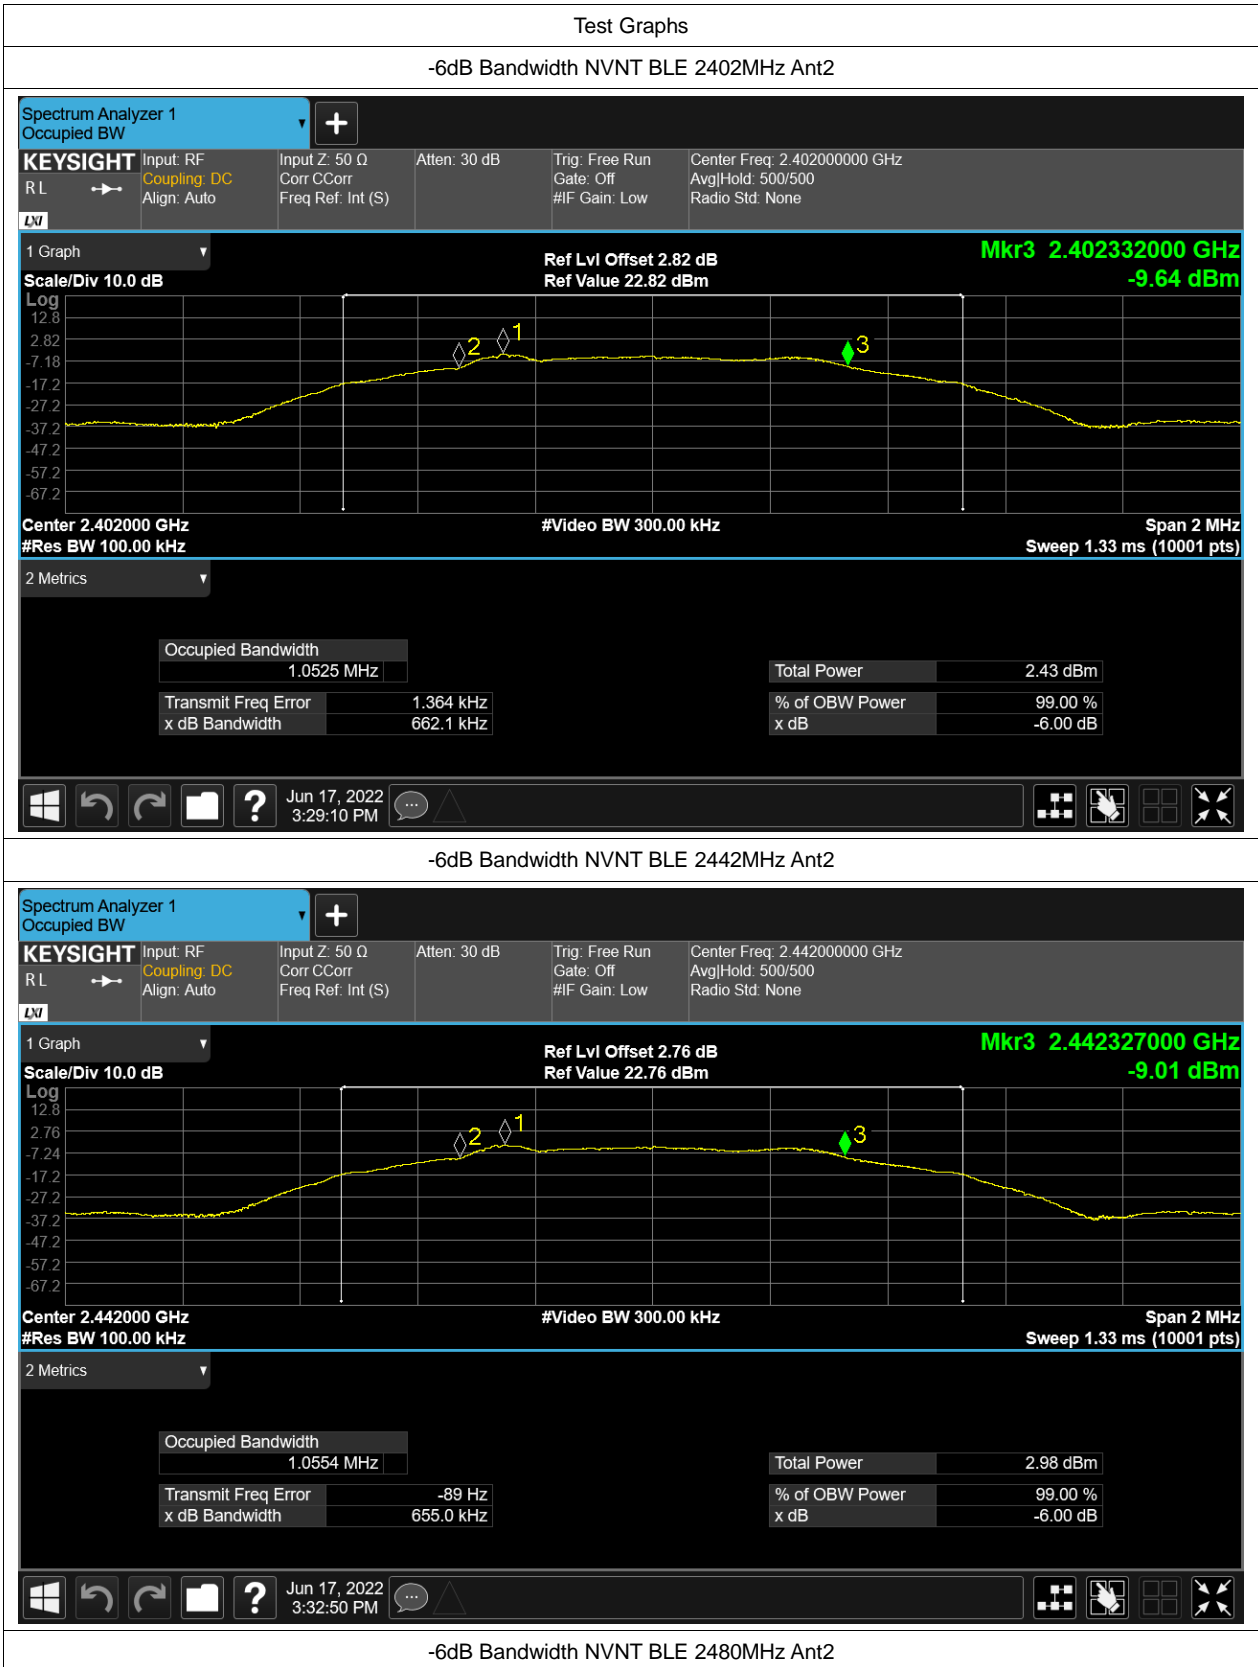 Test Graphs
-6dB Bandwidth NVNT BLE 2402MHz Ant2
Spectrum Analyzer 1
Occupied BW
KEYSIGHT Input: RF Input Z: 50 Ω Atten: 30 dB Trig: Free Run Center Freq: 2.402000000 GHz
RL Coupling: DC Corr CCorr Gate: Off Avg|Hold: 500/500
Align: Auto Freq Ref: Int (S) #IF Gain: Low Radio Std: None
LXI
1 Graph Ref Lvl Offset 2.82 dB Mkr3 2.402332000 GHz
Scale/Div 10.0 dB Ref Value 22.82 dBm -9.64 dBm
Log
12.8
2.82
-7.18
-17.2
-27.2
-37.2
-47.2
-57.2
-67.2
2 1 3
Center 2.402000 GHz #Video BW 300.00 kHz Span 2 MHz
#Res BW 100.00 kHz Sweep 1.33 ms (10001 pts)
2 Metrics
Occupied Bandwidth
1.0525 MHz Total Power 2.43 dBm
Transmit Freq Error 1.364 kHz % of OBW Power 99.00 %
x dB Bandwidth 662.1 kHz x dB -6.00 dB
Jun 17, 2022
3:29:10 PM
-6dB Bandwidth NVNT BLE 2442MHz Ant2
Spectrum Analyzer 1
Occupied BW
KEYSIGHT Input: RF Input Z: 50 Ω Atten: 30 dB Trig: Free Run Center Freq: 2.442000000 GHz
RL Coupling: DC Corr CCorr Gate: Off Avg|Hold: 500/500
Align: Auto Freq Ref: Int (S) #IF Gain: Low Radio Std: None
LXI
1 Graph Ref Lvl Offset 2.76 dB Mkr3 2.442327000 GHz
Scale/Div 10.0 dB Ref Value 22.76 dBm -9.01 dBm
Log
12.8
2.76
-7.24
-17.2
-27.2
-37.2
-47.2
-57.2
-67.2
2 1 3
Center 2.442000 GHz #Video BW 300.00 kHz Span 2 MHz
#Res BW 100.00 kHz Sweep 1.33 ms (10001 pts)
2 Metrics
Occupied Bandwidth
1.0554 MHz Total Power 2.98 dBm
Transmit Freq Error -89 Hz % of OBW Power 99.00 %
x dB Bandwidth 655.0 kHz x dB -6.00 dB
Jun 17, 2022
3:32:50 PM
-6dB Bandwidth NVNT BLE 2480MHz Ant2